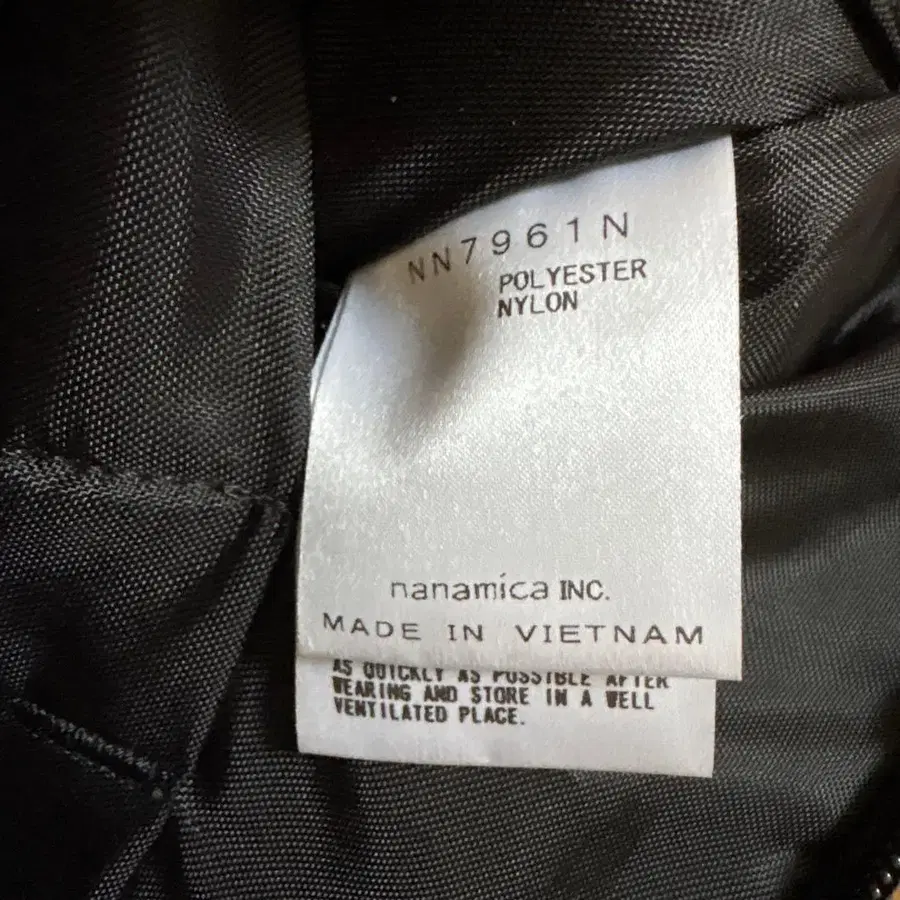 NN7961N
POLYESTER
NYLON
nanamica INC.
MADE IN VIETNAM
AS QUICKLY AS POSSIBLE AFTER
WEARING AND STORE IN A WELL
VENTILATED PLACE.